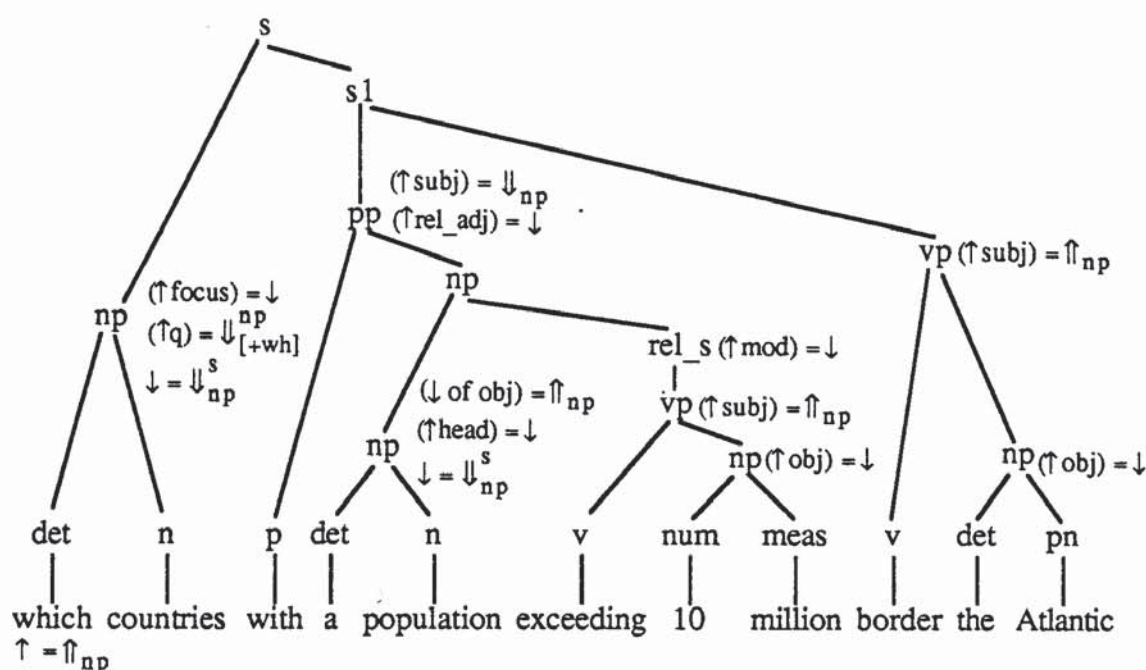 s
s1
(↑subj) = ⇓np
pp (↑rel_adj) = ↓
vp (↑subj) = ⇑np
np
(↑focus) = ↓
np (↑q) = ⇓np[+wh]
↓ = ⇓s np
rel_s (↑mod) = ↓
(↓ of obj) = ⇑np
vp (↑subj) = ⇑np
(↑head) = ↓
np ↓ = ⇓s np
np (↑obj) = ↓
np (↑obj) = ↓
det n p det n v num meas v det pn
which countries with a population exceeding 10 million border the Atlantic
↑ = ⇑np